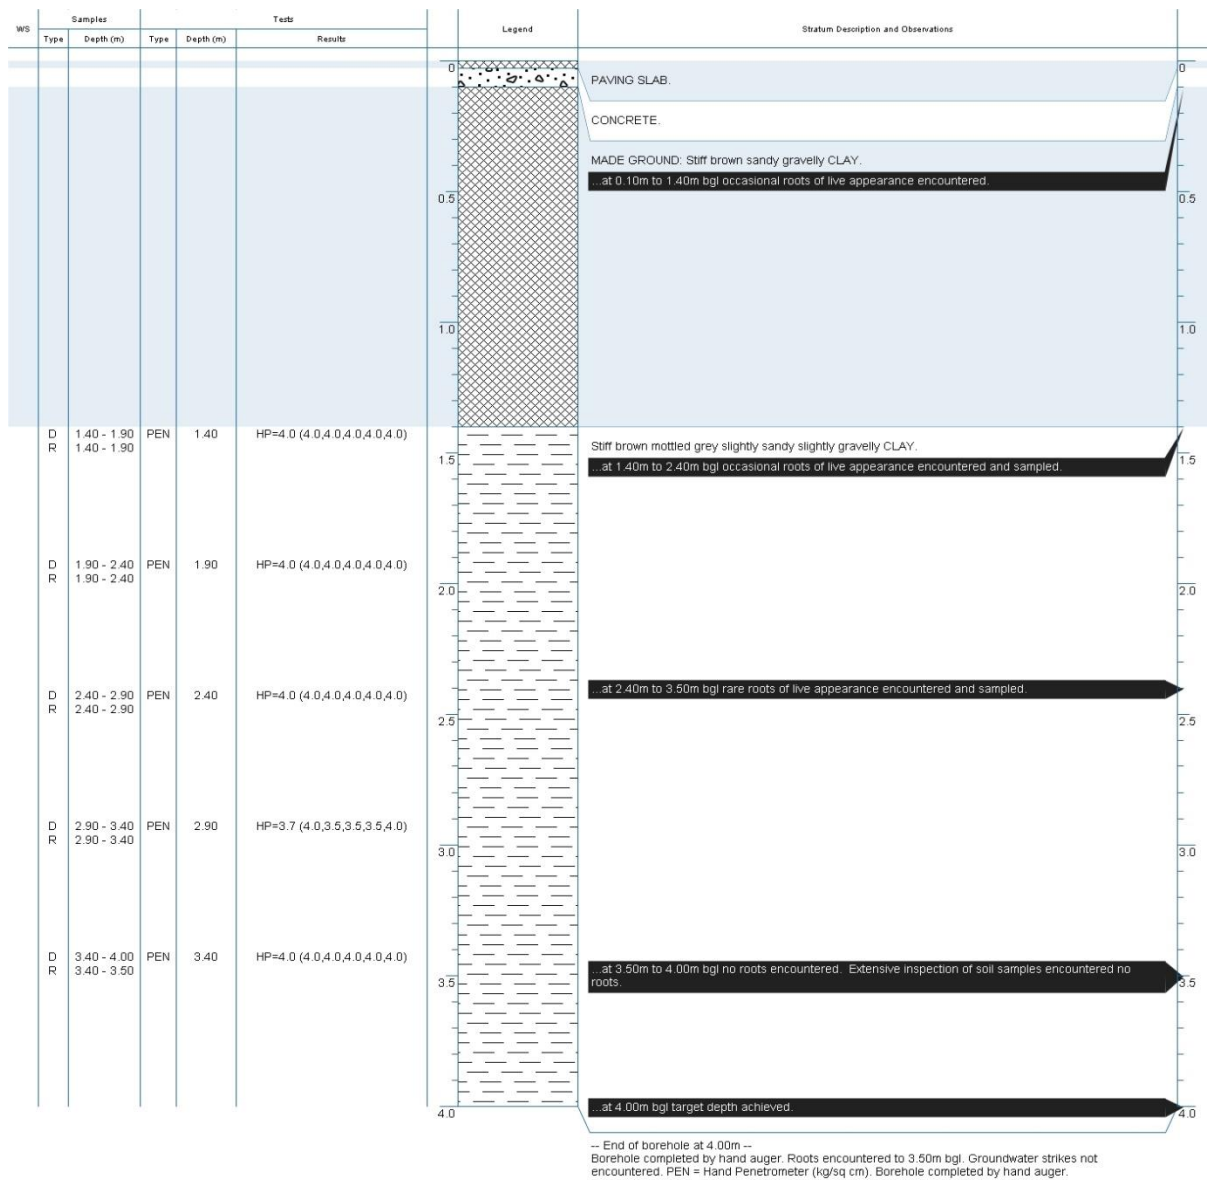 Samples Tests
WS Legend Stratum Description and Observations
Type Depth (m) Type Depth (m) Results
0 0
PAVING SLAB.
CONCRETE.
MADE GROUND: Stiff brown sandy gravelly CLAY.
...at 0.10m to 1.40m bgl occasional roots of live appearance encountered.
0.5 0.5
1.0 1.0
D 1.40 - 1.90 PEN 1.40 HP=4.0 (4.0,4.0,4.0,4.0,4.0)
R 1.40 - 1.90 Stiff brown mottled grey slightly sandy slightly gravelly CLAY.
1.5 1.5
...at 1.40m to 2.40m bgl occasional roots of live appearance encountered and sampled.
D 1.90 - 2.40 PEN 1.90 HP=4.0 (4.0,4.0,4.0,4.0,4.0)
R 1.90 - 2.40
2.0 2.0
D 2.40 - 2.90 PEN 2.40 HP=4.0 (4.0,4.0,4.0,4.0,4.0) ...at 2.40m to 3.50m bgl rare roots of live appearance encountered and sampled.
R 2.40 - 2.90
2.5 2.5
D 2.90 - 3.40 PEN 2.90 HP=3.7 (4.0,3.5,3.5,3.5,4.0)
R 2.90 - 3.40
3.0 3.0
D 3.40 - 4.00 PEN 3.40 HP=4.0 (4.0,4.0,4.0,4.0,4.0)
R 3.40 - 3.50 ...at 3.50m to 4.00m bgl no roots encountered. Extensive inspection of soil samples encountered no
3.5 roots. 3.5
...at 4.00m bgl target depth achieved.
4.0 4.0
-- End of borehole at 4.00m --
Borehole completed by hand auger. Roots encountered to 3.50m bgl. Groundwater strikes not
encountered. PEN = Hand Penetrometer (kg/sq cm). Borehole completed by hand auger.